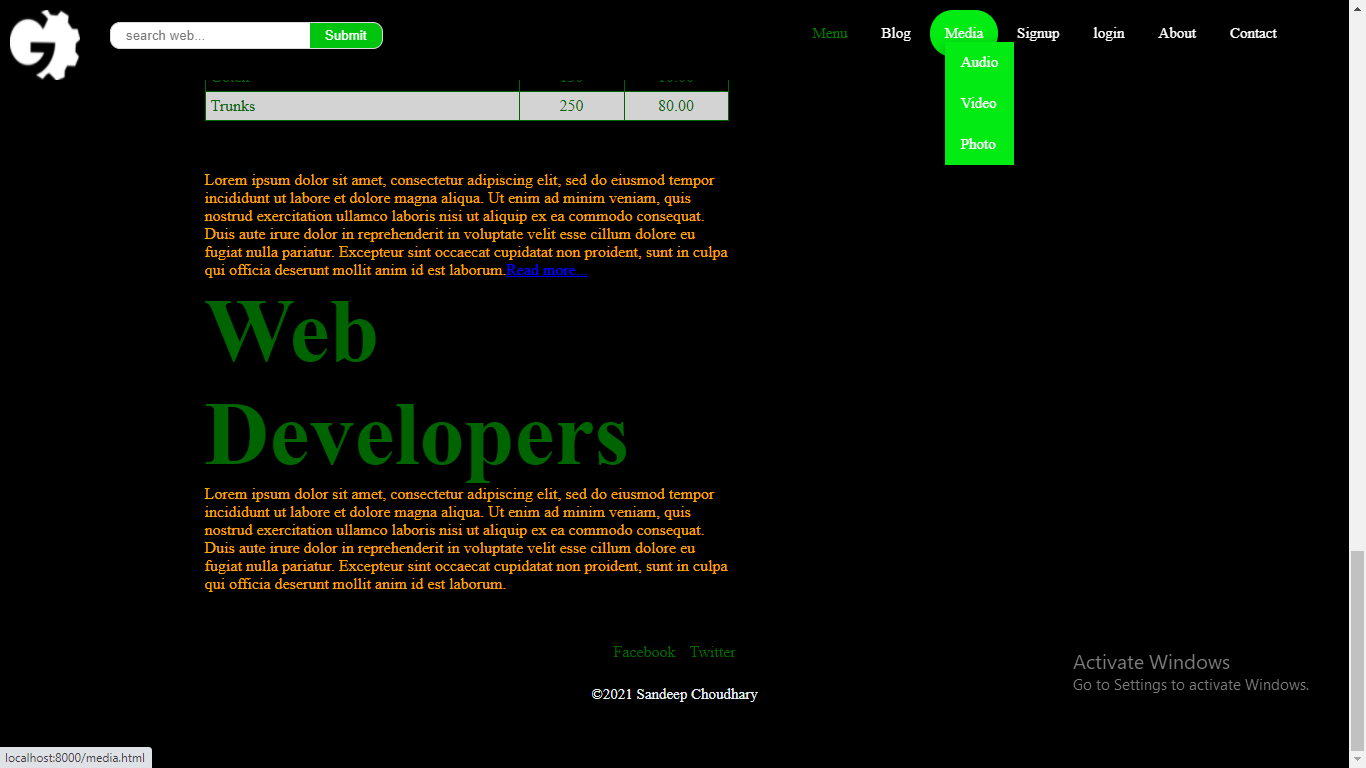 search web...
Submit
Menu
Blog
Media
Signup
login
About
Contact
Audio
Video
Photo
Trunks 250 80.00
Lorem ipsum dolor sit amet, consectetur adipiscing elit, sed do eiusmod tempor
incididunt ut labore et dolore magna aliqua. Ut enim ad minim veniam, quis
nostrud exercitation ullamco laboris nisi ut aliquip ex ea commodo consequat.
Duis aute irure dolor in reprehenderit in voluptate velit esse cillum dolore eu
fugiat nulla pariatur. Excepteur sint occaecat cupidatat non proident, sunt in culpa
qui officia deserunt mollit anim id est laborum.Read more...
Web
Developers
Lorem ipsum dolor sit amet, consectetur adipiscing elit, sed do eiusmod tempor
incididunt ut labore et dolore magna aliqua. Ut enim ad minim veniam, quis
nostrud exercitation ullamco laboris nisi ut aliquip ex ea commodo consequat.
Duis aute irure dolor in reprehenderit in voluptate velit esse cillum dolore eu
fugiat nulla pariatur. Excepteur sint occaecat cupidatat non proident, sunt in culpa
qui officia deserunt mollit anim id est laborum.
Facebook Twitter
©2021 Sandeep Choudhary
Activate Windows
Go to Settings to activate Windows.
localhost:8000/media.html